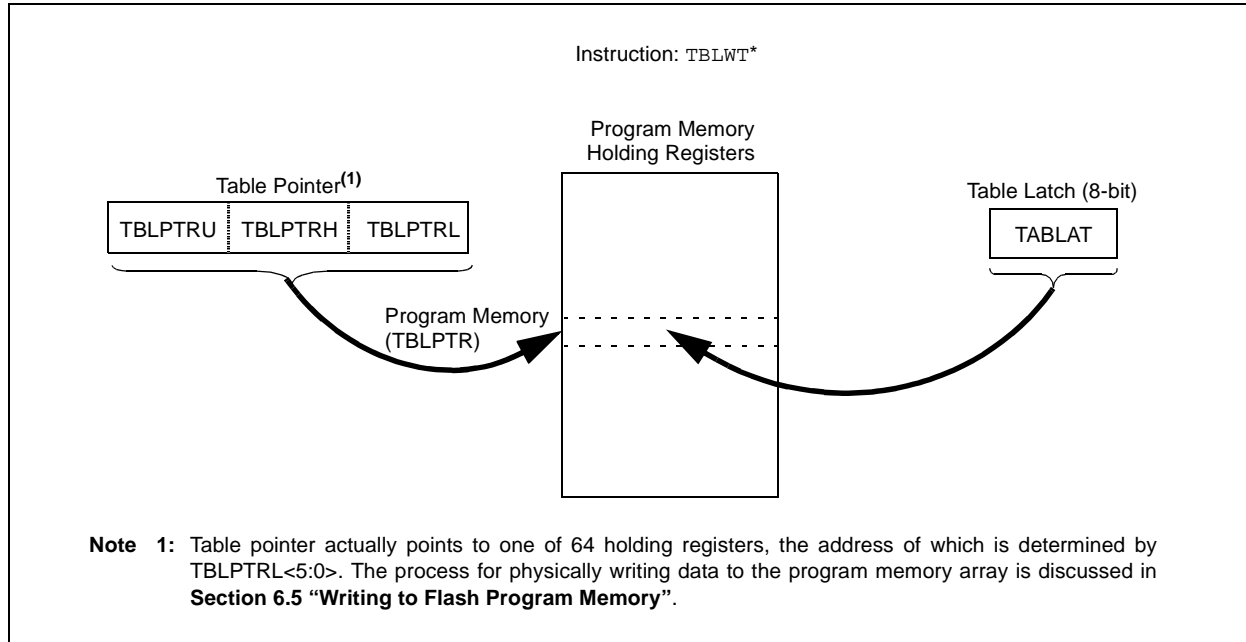 Instruction: TBLWT*
Program Memory
Holding Registers
Table Pointer(1)
Table Latch (8-bit)
TBLPTRU TBLPTRH TBLPTRL
TABLAT
Program Memory
(TBLPTR)
Note 1: Table pointer actually points to one of 64 holding registers, the address of which is determined by
TBLPTRL<5:0>. The process for physically writing data to the program memory array is discussed in
Section 6.5 “Writing to Flash Program Memory”.